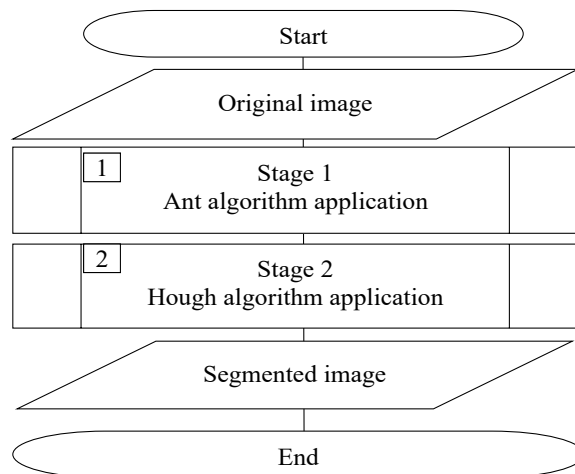 Start
Original image
1
Stage 1
Ant algorithm application
2
Stage 2
Hough algorithm application
Segmented image
End